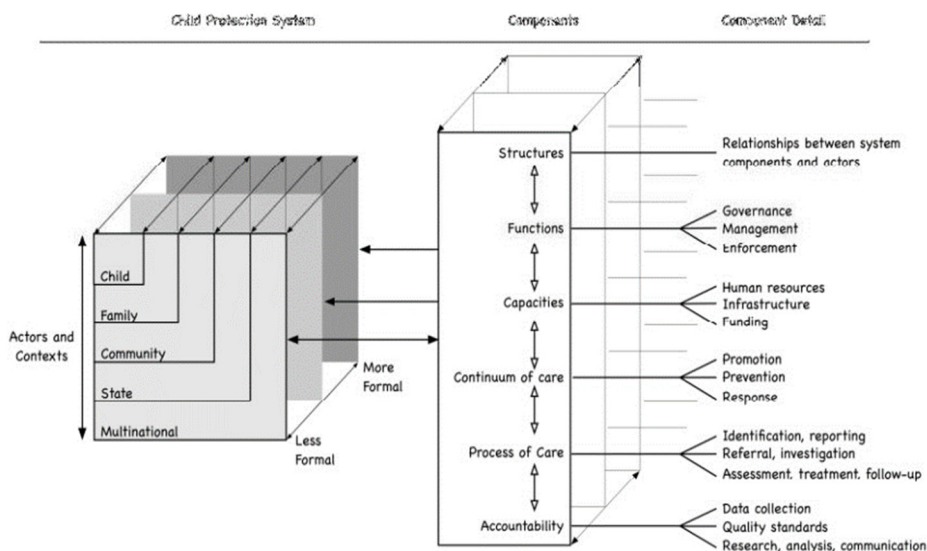 Child Protection System
Components
Component Detail
Structures
Relationships between system
components and actors
Functions
Governance
Management
Enforcement
Capacities
Human resources
Infrastructure
Funding
Continuum of care
Promotion
Prevention
Response
Process of Care
Identification, reporting
Referral, investigation
Assessment, treatment, follow-up
Accountability
Data collection
Quality standards
Research, analysis, communication
Actors and
Contexts
Child
Family
Community
State
Multinational
More
Formal
Less
Formal